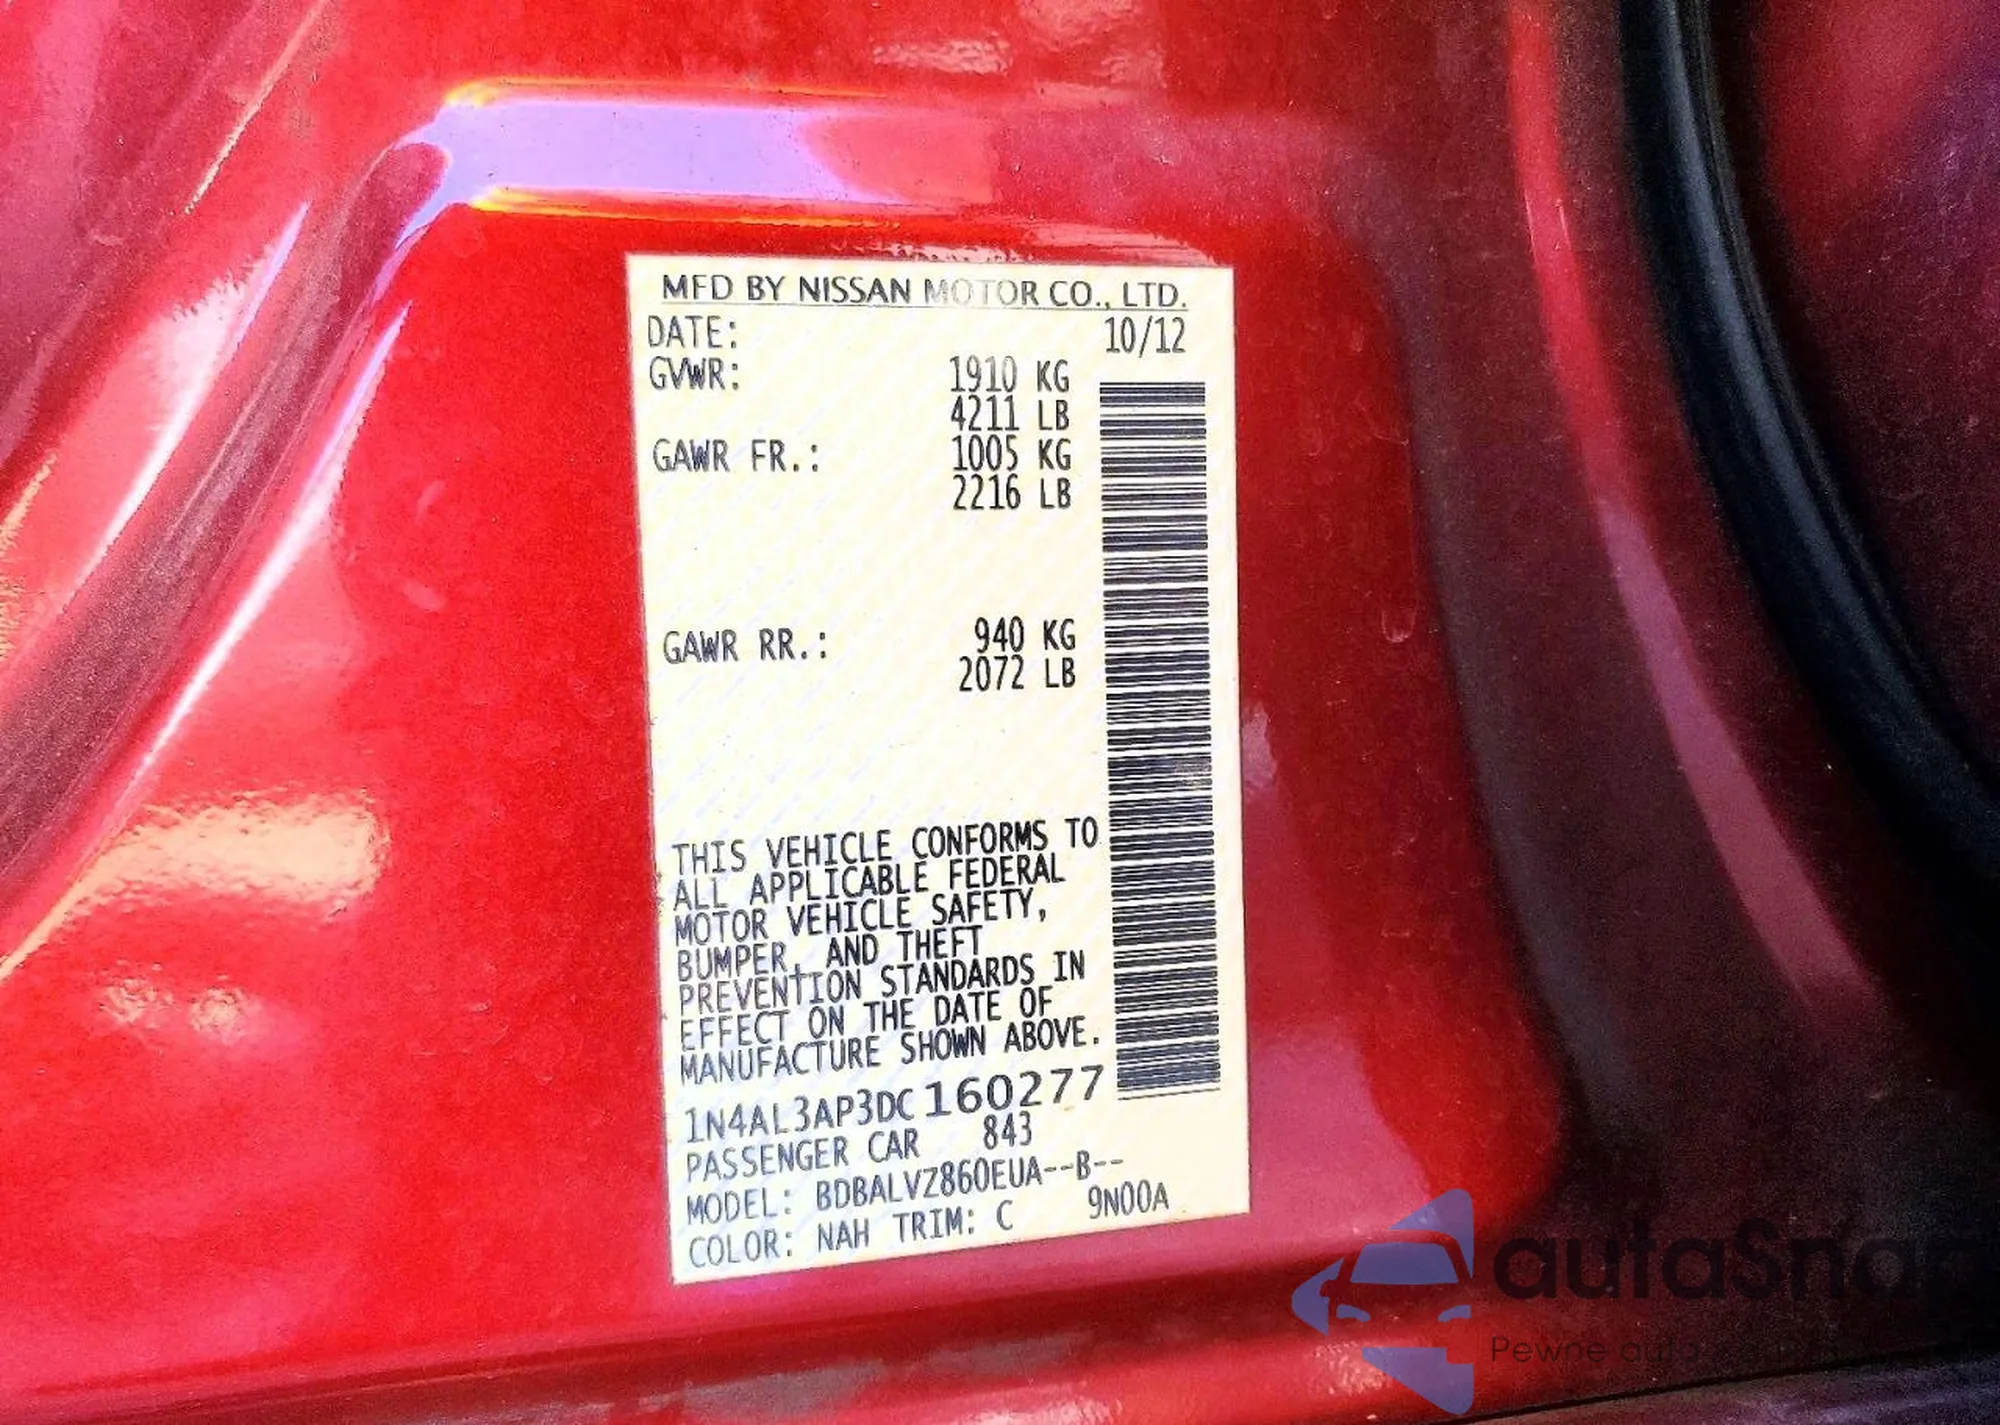 MFD BY NISSAN MOTOR CO., LTD.
DATE: 10/12
GVWR: 1910 KG
4211 LB
GAWR FR.: 1005 KG
2216 LB
GAWR RR.: 940 KG
2072 LB
THIS VEHICLE CONFORMS TO
ALL APPLICABLE FEDERAL
MOTOR VEHICLE SAFETY,
BUMPER, AND THEFT
PREVENTION STANDARDS IN
EFFECT ON THE DATE OF
MANUFACTURE SHOWN ABOVE.
1N4AL3AP3DC160277
PASSENGER CAR 843
MODEL: BDBALVZ860EUA--B--
COLOR: NAH TRIM: C 9N00A
Pewne auto